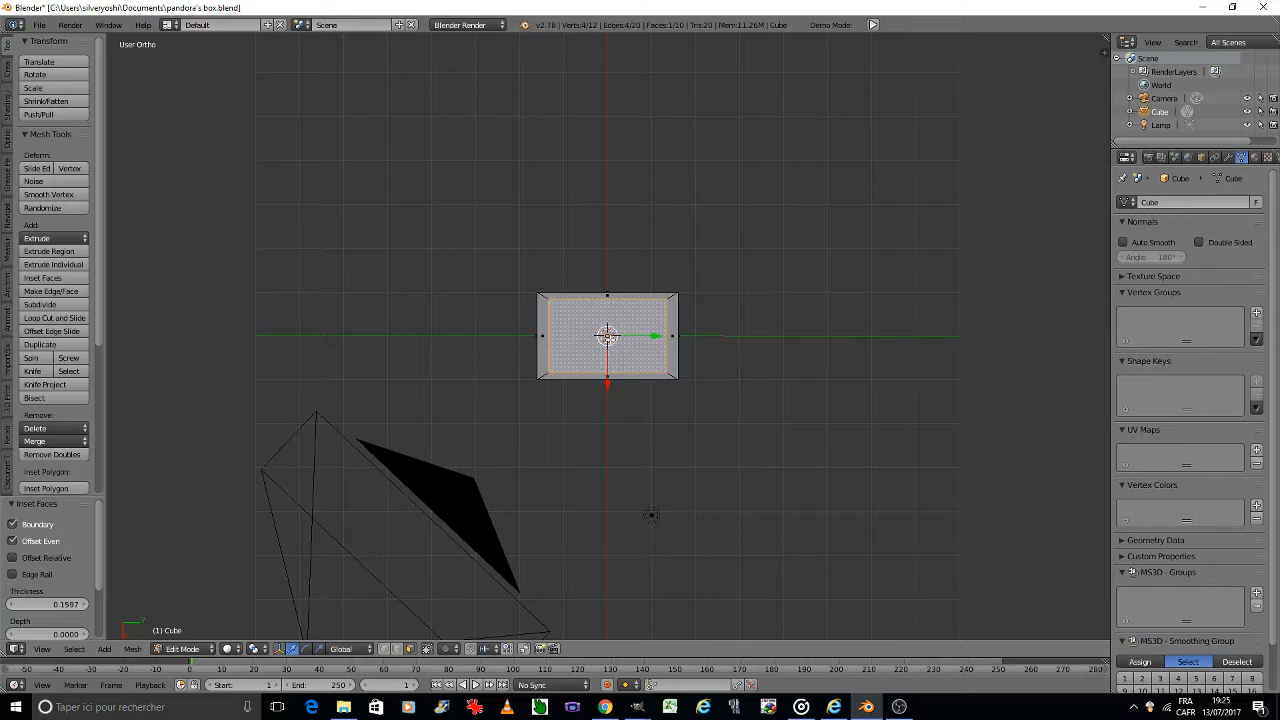 Blender* [C:\Users\silveryoshi\Documents\pandora's box.blend]
File Render Window Help Default Scene Blender Render v2.78 | Verts:4/12 | Edges:4/20 | Faces:1/10 | Tris:20 | Mem:11.26M | Cube Demo Mode:
Transform
Translate
Rotate
Scale
Shrink/Fatten
Push/Pull
Mesh Tools
Deform:
Slide Ed Vertex
Noise
Smooth Vertex
Randomize
Add:
Extrude
Extrude Region
Extrude Individual
Inset Faces
Make Edge/Face
Subdivide
Loop Cut and Slide
Offset Edge Slide
Duplicate
Spin Screw
Knife Select
Knife Project
Bisect
Remove:
Delete
Merge
Remove Doubles
Inset Polygon:
Inset Polygon
Inset Faces
Boundary
Offset Even
Offset Relative
Edge Rail
Thickness
0.1597
Depth
0.0000
User Ortho
(1) Cube
View Search All Scenes
Scene
RenderLayers
World
Camera
Cube
Lamp
Cube Cube
Cube F
Normals
Auto Smooth Double Sided
Angle: 180°
Texture Space
Vertex Groups
Shape Keys
UV Maps
Vertex Colors
Geometry Data
Custom Properties
MS3D - Groups
MS3D - Smoothing Group
Assign Select Deselect
1 2 3 4 5 6 7 8
View Select Add Mesh Edit Mode Global
-50 -40 -30 -20 -10 0 10 20 30 40 50 60 70 80 90 100 110 120 130 140 150 160 170 180 190 200 210 220 230 240 250 260 270 280
View Marker Frame Playback Start: 1 End: 250 1 No Sync
Taper ici pour rechercher
FRA 19:25
CAFR 13/07/2017